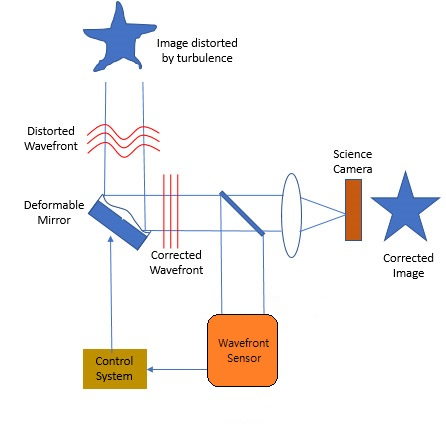 Image distorted
by turbulence
Distorted
Wavefront
Science
Camera
Deformable
Mirror
Corrected
Wavefront
Corrected
Image
Wavefront
Sensor
Control
System